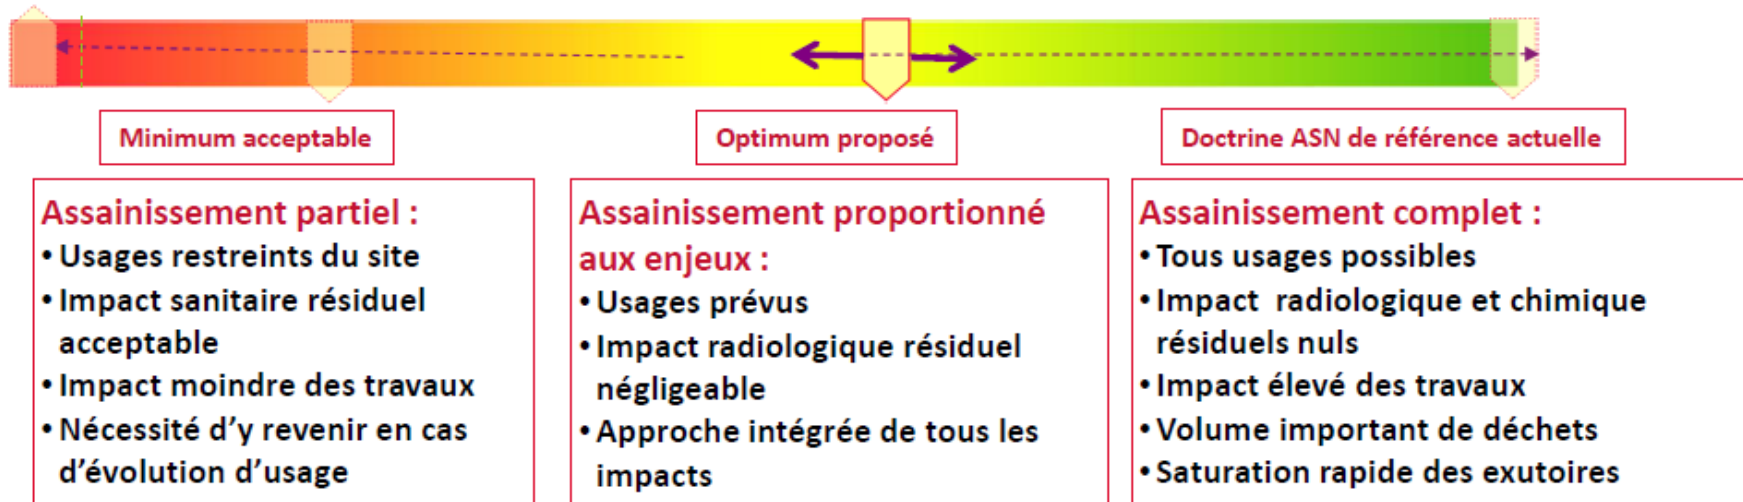 Minimum acceptable
Optimum proposé
Doctrine ASN de référence actuelle
Assainissement partiel :
• Usages restreints du site
• Impact sanitaire résiduel
acceptable
• Impact moindre des travaux
• Nécessité d'y revenir en cas
d'évolution d'usage
Assainissement proportionné
aux enjeux :
• Usages prévus
• Impact radiologique résiduel
négligeable
• Approche intégrée de tous les
impacts
Assainissement complet :
• Tous usages possibles
• Impact radiologique et chimique
résiduels nuls
• Impact élevé des travaux
• Volume important de déchets
• Saturation rapide des exutoires